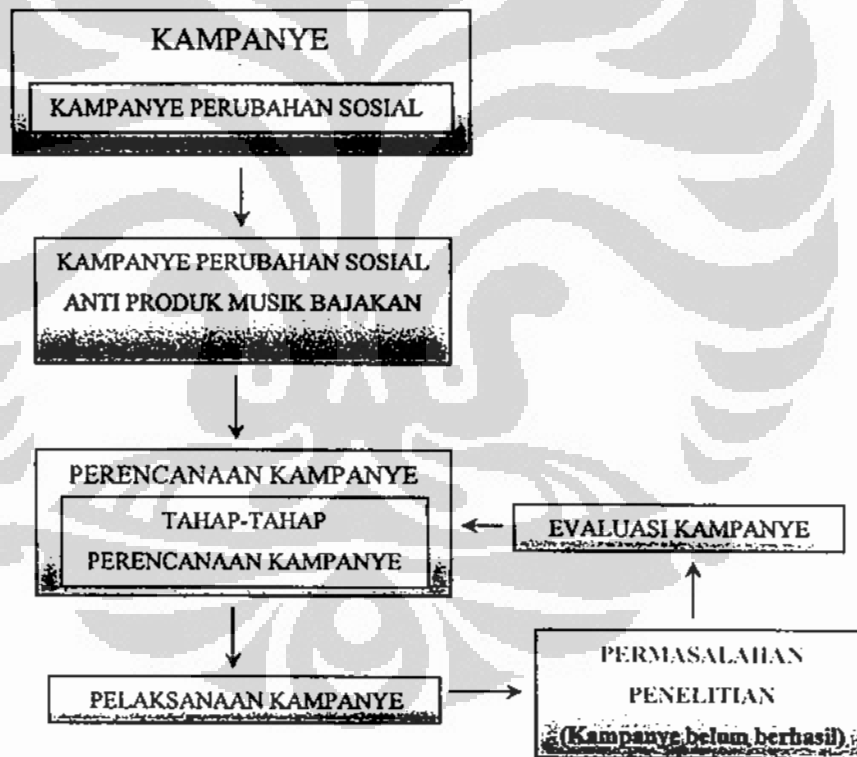 KAMPANYE
KAMPANYE PERUBAHAN SOSIAL
KAMPANYE PERUBAHAN SOSIAL
ANTI PRODUK MUSIK BAJAKAN
PERENCANAAN KAMPANYE
TAHAP-TAHAP
PERENCANAAN KAMPANYE
EVALUASI KAMPANYE
PELAKSANAAN KAMPANYE
PERMASALAHAN
PENELITIAN
(Kampanye belum berhasil)